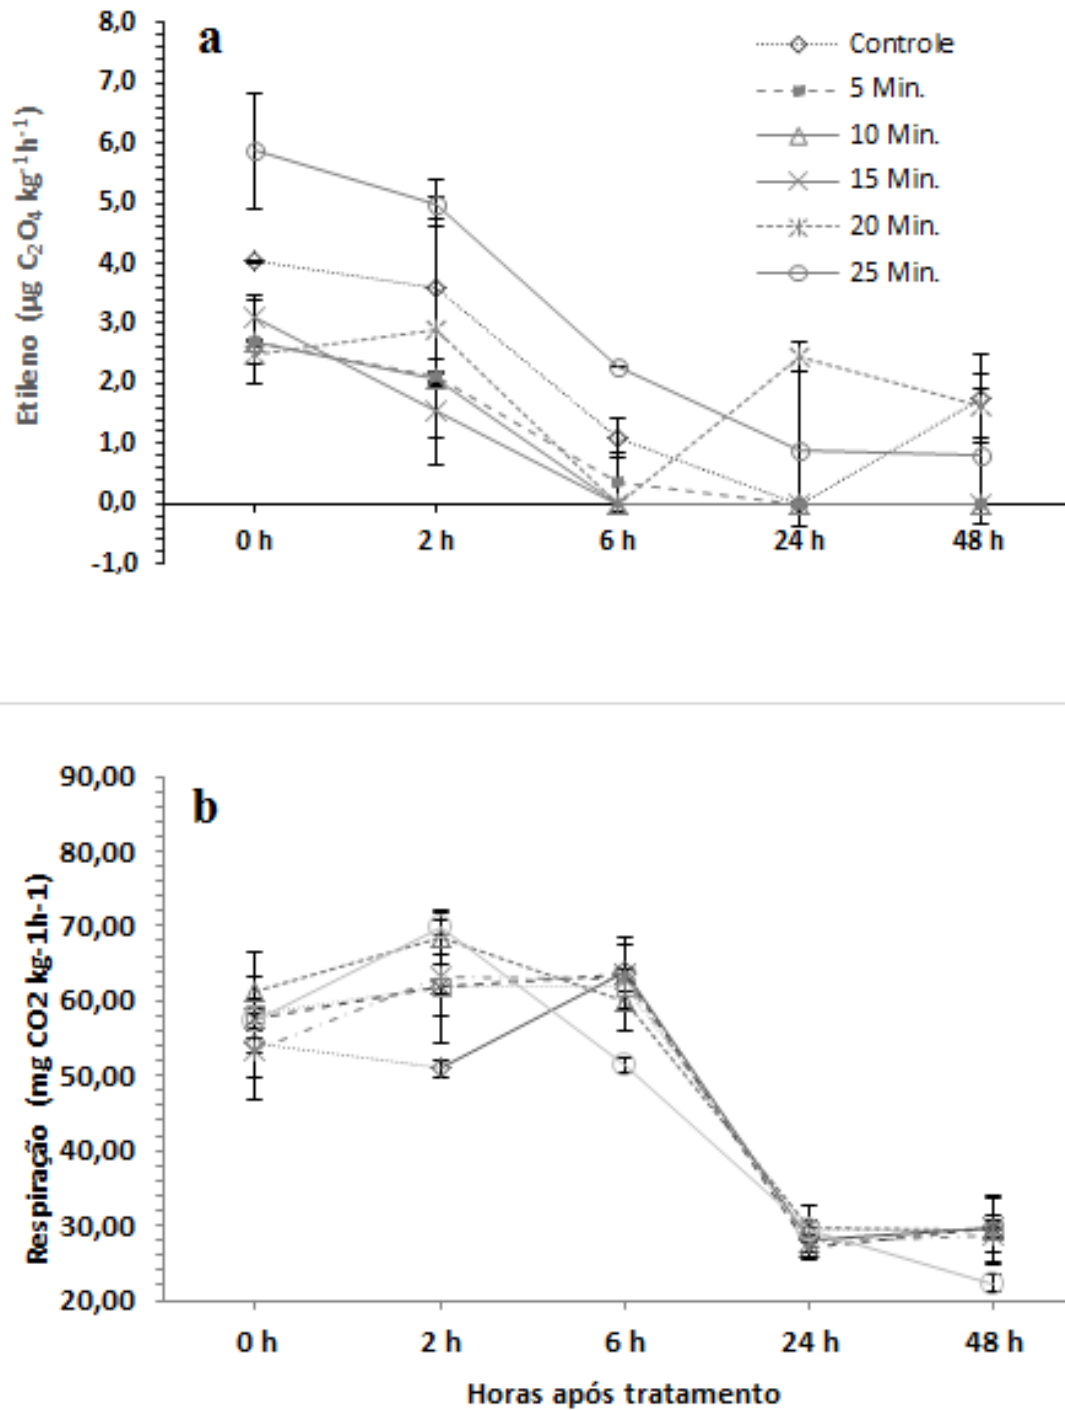 a
8,0
7,0
6,0
5,0
4,0
3,0
2,0
1,0
0,0
-1,0
Etileno (µg C₂O₄ kg⁻¹h⁻¹)
Controle
5 Min.
10 Min.
15 Min.
20 Min.
25 Min.
0 h 2 h 6 h 24 h 48 h
b
90,00
80,00
70,00
60,00
50,00
40,00
30,00
20,00
Respiração (mg CO2 kg-1h-1)
0 h 2 h 6 h 24 h 48 h
Horas após tratamento